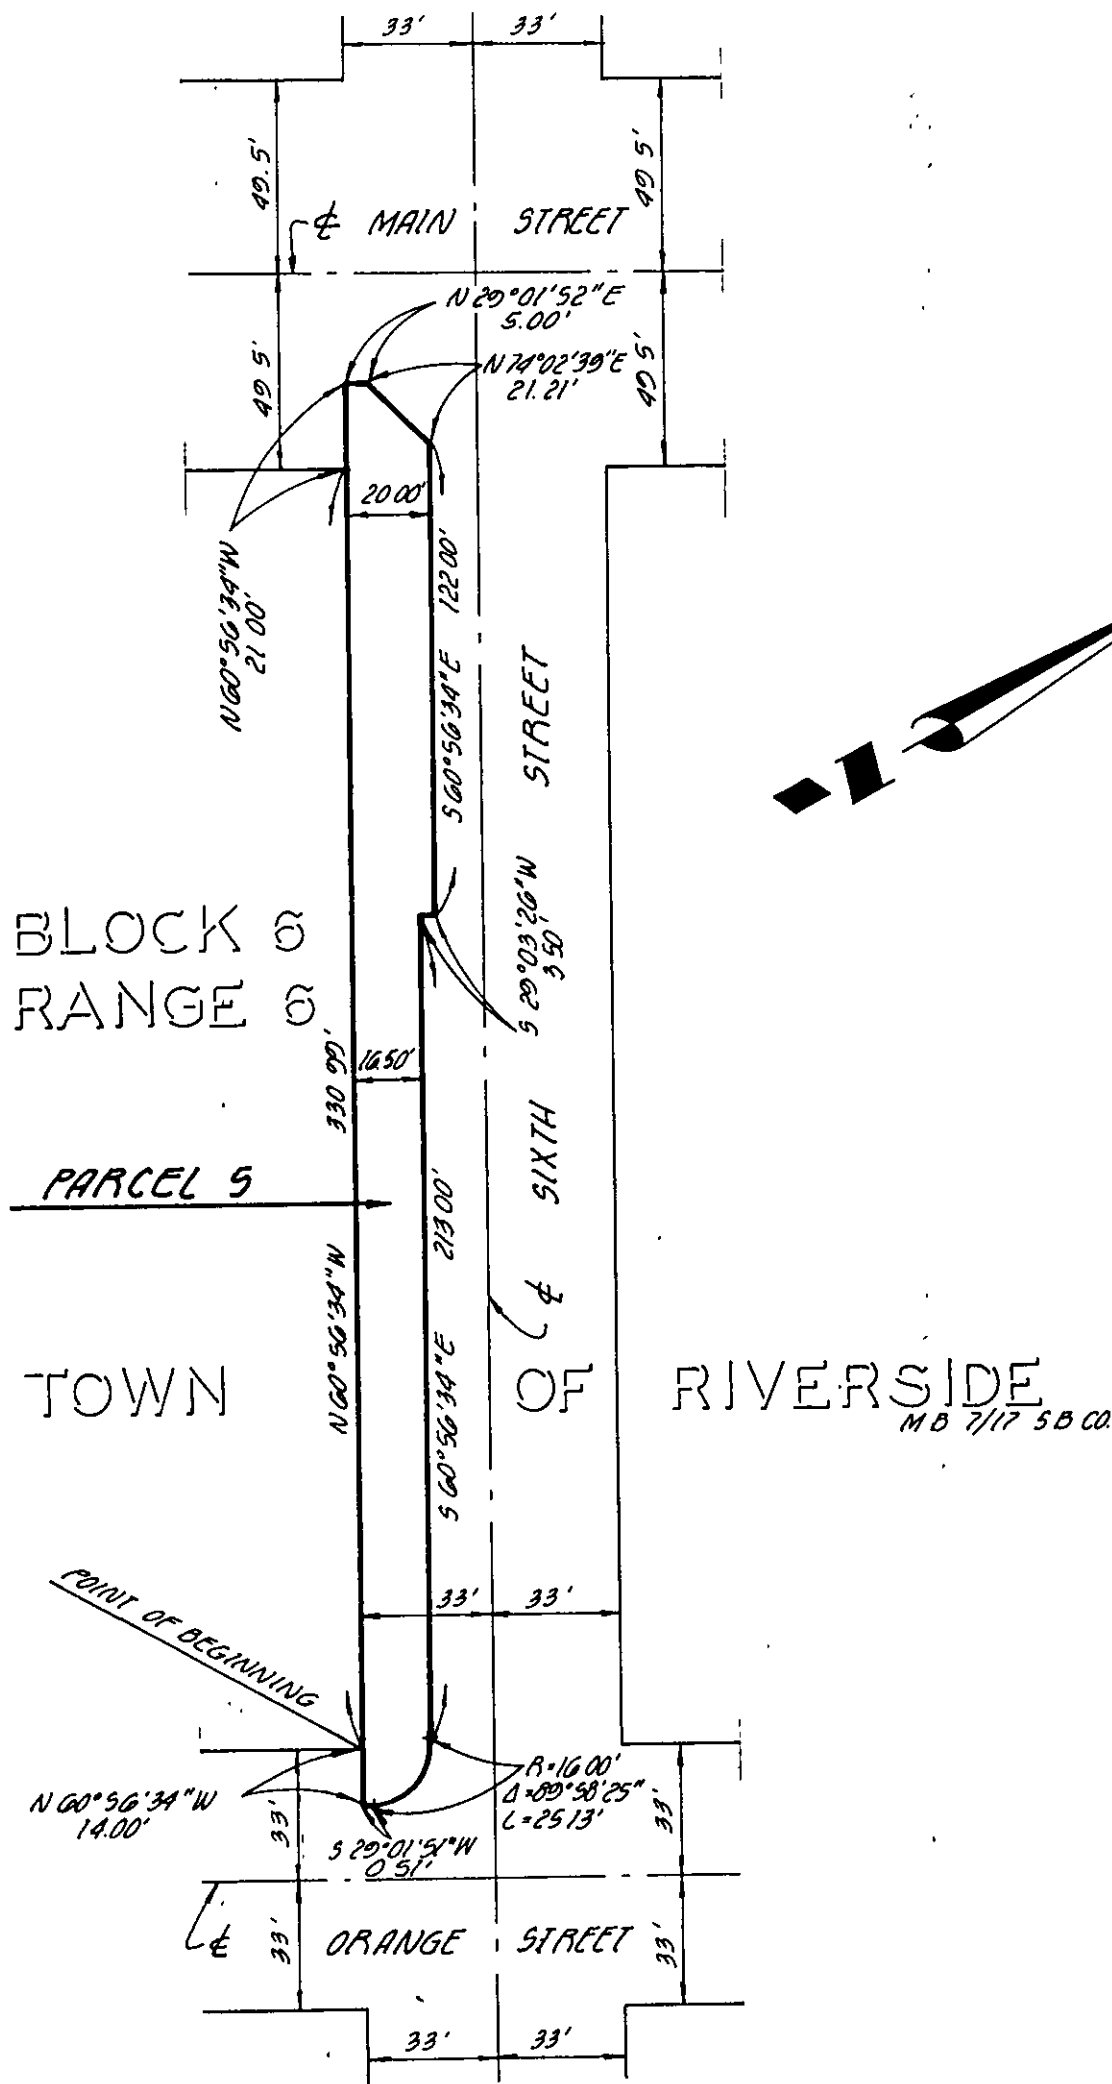 33' 33'
49.5' 49 5'
℄ MAIN STREET
N 29°01'52"E
5.00'
N 74°02'39"E
21.21'
49 5' 49 5'
20 00'
N 60°56'34"W
21 00'
S 60°56'34"E 122 00'
STREET
S 29°03'26"W
3 50'
BLOCK 6
RANGE 6
330 99'
16.50'
SIXTH
PARCEL 5
213 00'
N 60°56'34"W
℄
S 60°56'34"E
TOWN OF RIVERSIDE
M B 7/17 S B CO.
POINT OF BEGINNING
33' 33'
R=16 00'
Δ=89°58'25"
L=25 13'
N 60°56'34"W
14.00'
33' 33'
S 29°01'51"W
0 51'
℄
33' ORANGE STREET 33'
33' 33'